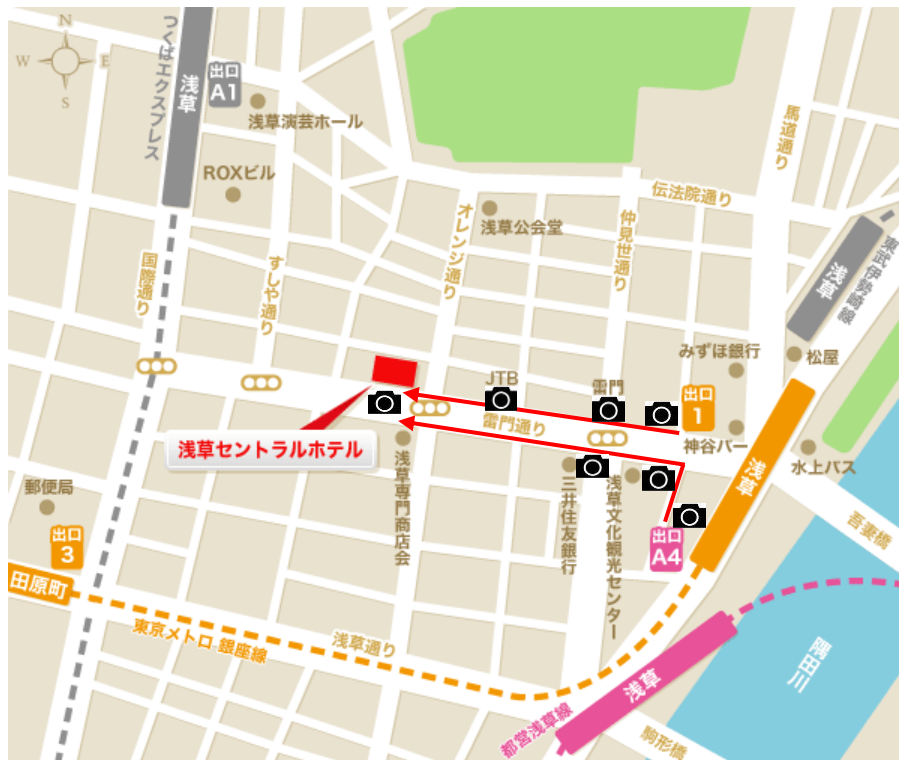 N
W
E
S
つくばエクスプレス
浅草
出口
A1
浅草演芸ホール
ROXビル
馬道通り
伝法院通り
オレンジ通り
浅草公会堂
仲見世通り
国際通り
すしや通り
浅草
東武伊勢崎線
みずほ銀行
松屋
JTB
雷門
出口
1
雷門通り
神谷バー
浅草セントラルホテル
浅草
水上バス
浅草専門商店会
三井住友銀行
浅草文化観光センター
郵便局
出口
3
出口
A4
吾妻橋
田原町
東京メトロ 銀座線
浅草通り
浅草
隅田川
都営浅草線
駒形橋